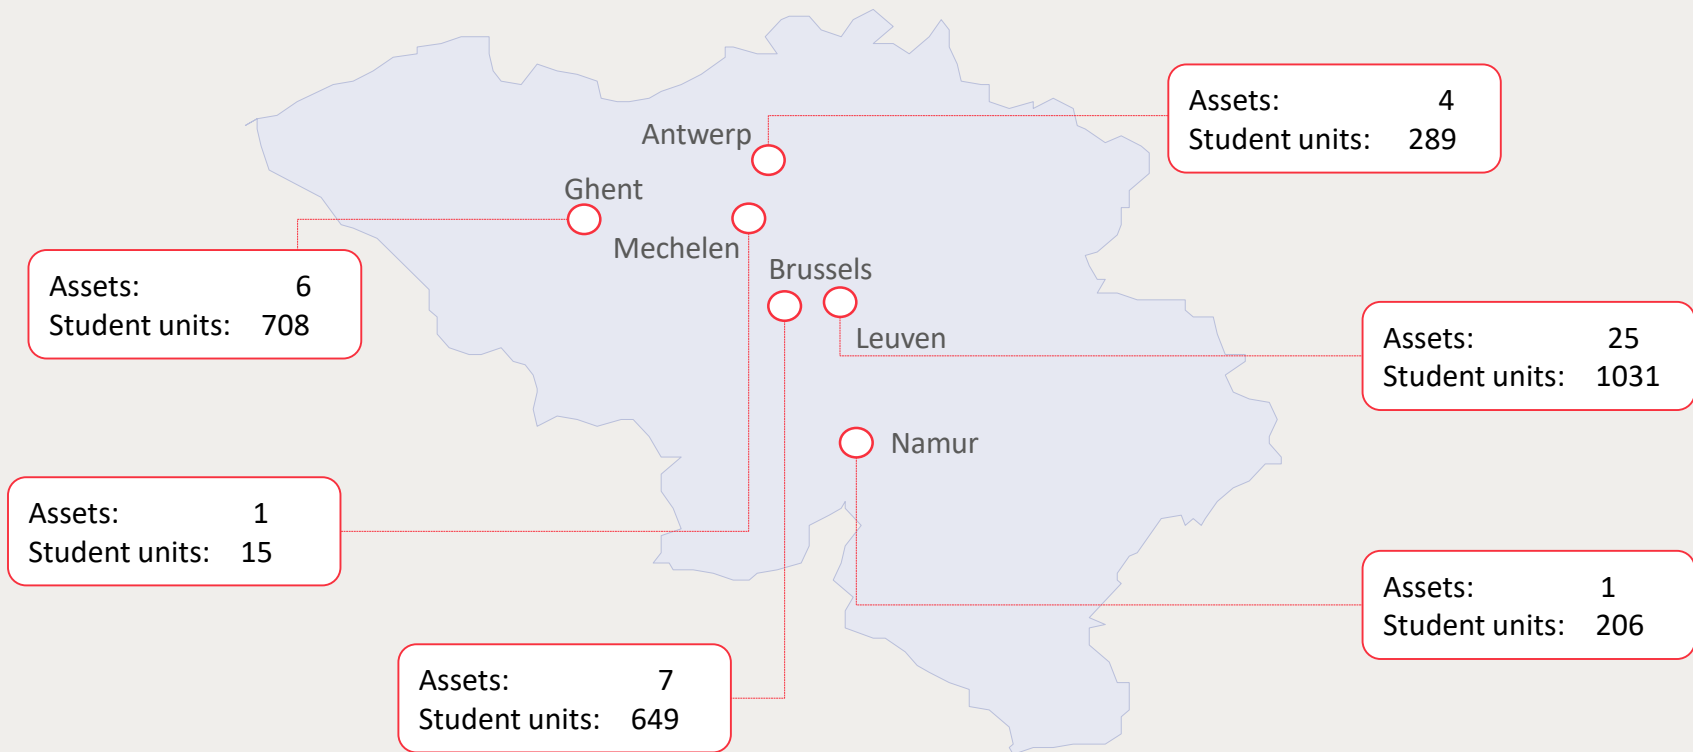 Assets: 4
Student units: 289
Antwerp
Ghent
Mechelen
Brussels
Assets: 6
Student units: 708
Leuven
Assets: 25
Student units: 1031
Namur
Assets: 1
Student units: 15
Assets: 1
Student units: 206
Assets: 7
Student units: 649